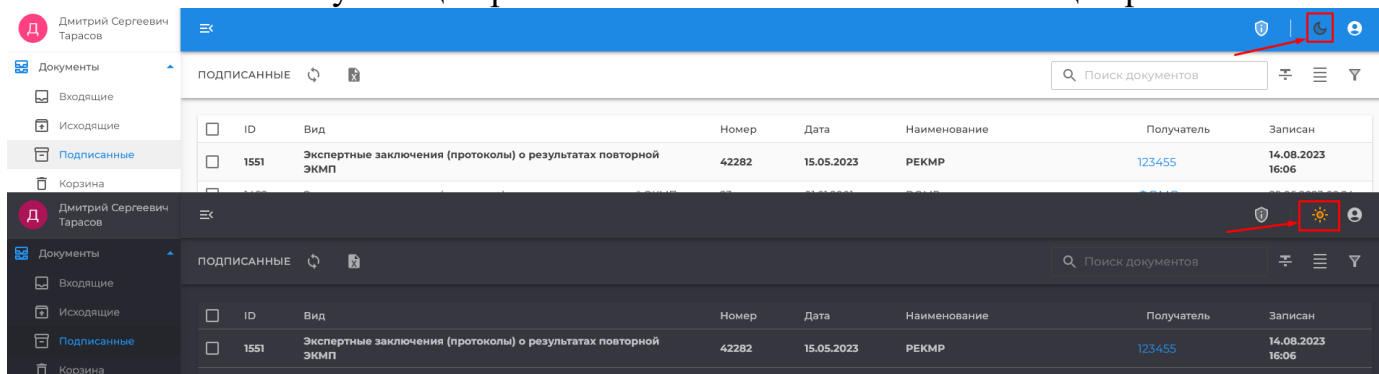 Дмитрий Сергеевич
Тарасов
Д
Документы
Входящие
Исходящие
Подписанные
Корзина
ПОДПИСАННЫЕ
Поиск документов
ID Вид Номер Дата Наименование Получатель Записан
1551 Экспертные заключения (протоколы) о результатах повторной ЭКМП 42282 15.05.2023 PEKMP 123455 14.08.2023 16:06
Дмитрий Сергеевич
Тарасов
Д
Документы
Входящие
Исходящие
Подписанные
Корзина
ПОДПИСАННЫЕ
Поиск документов
ID Вид Номер Дата Наименование Получатель Записан
1551 Экспертные заключения (протоколы) о результатах повторной ЭКМП 42282 15.05.2023 PEKMP 123455 14.08.2023 16:06